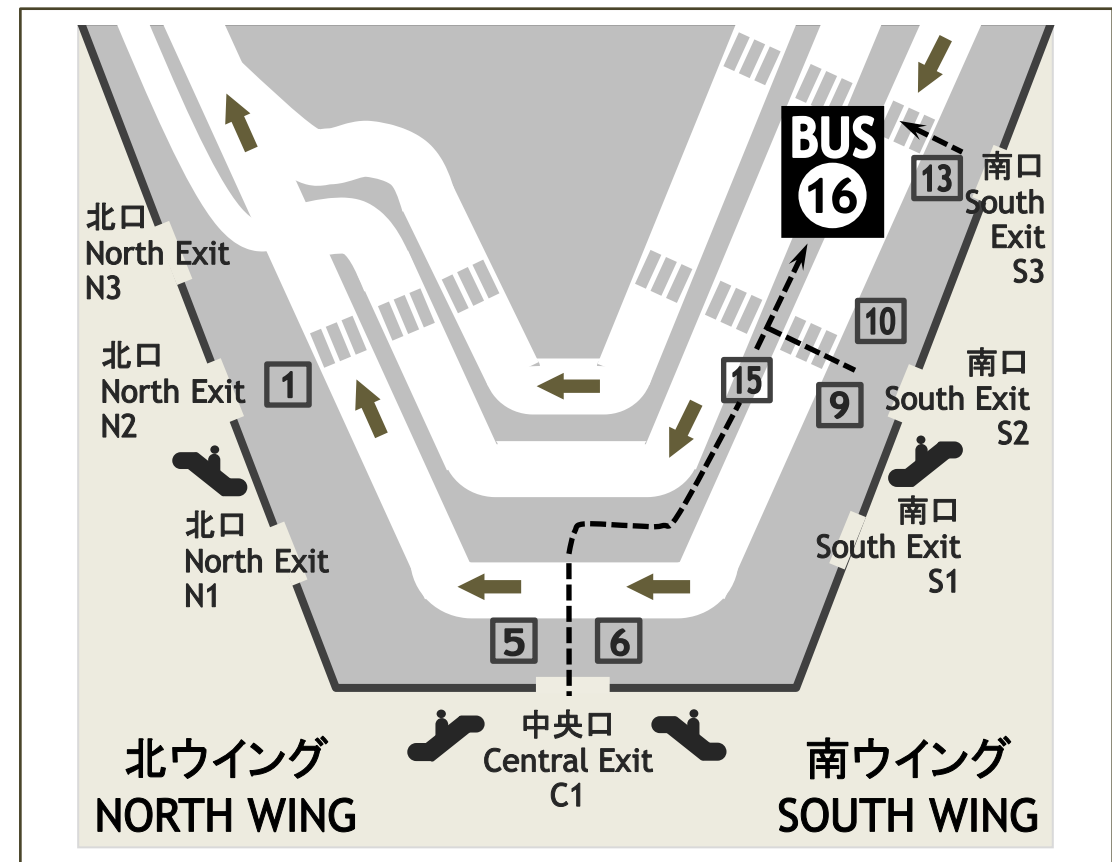 BUS
16
13
南口
South
Exit
S3
北口
North Exit
N3
10
北口
North Exit
N2
1
15
9
南口
South Exit
S2
北口
North Exit
N1
南口
South Exit
S1
5
6
中央口
Central Exit
C1
北ウイング
NORTH WING
南ウイング
SOUTH WING